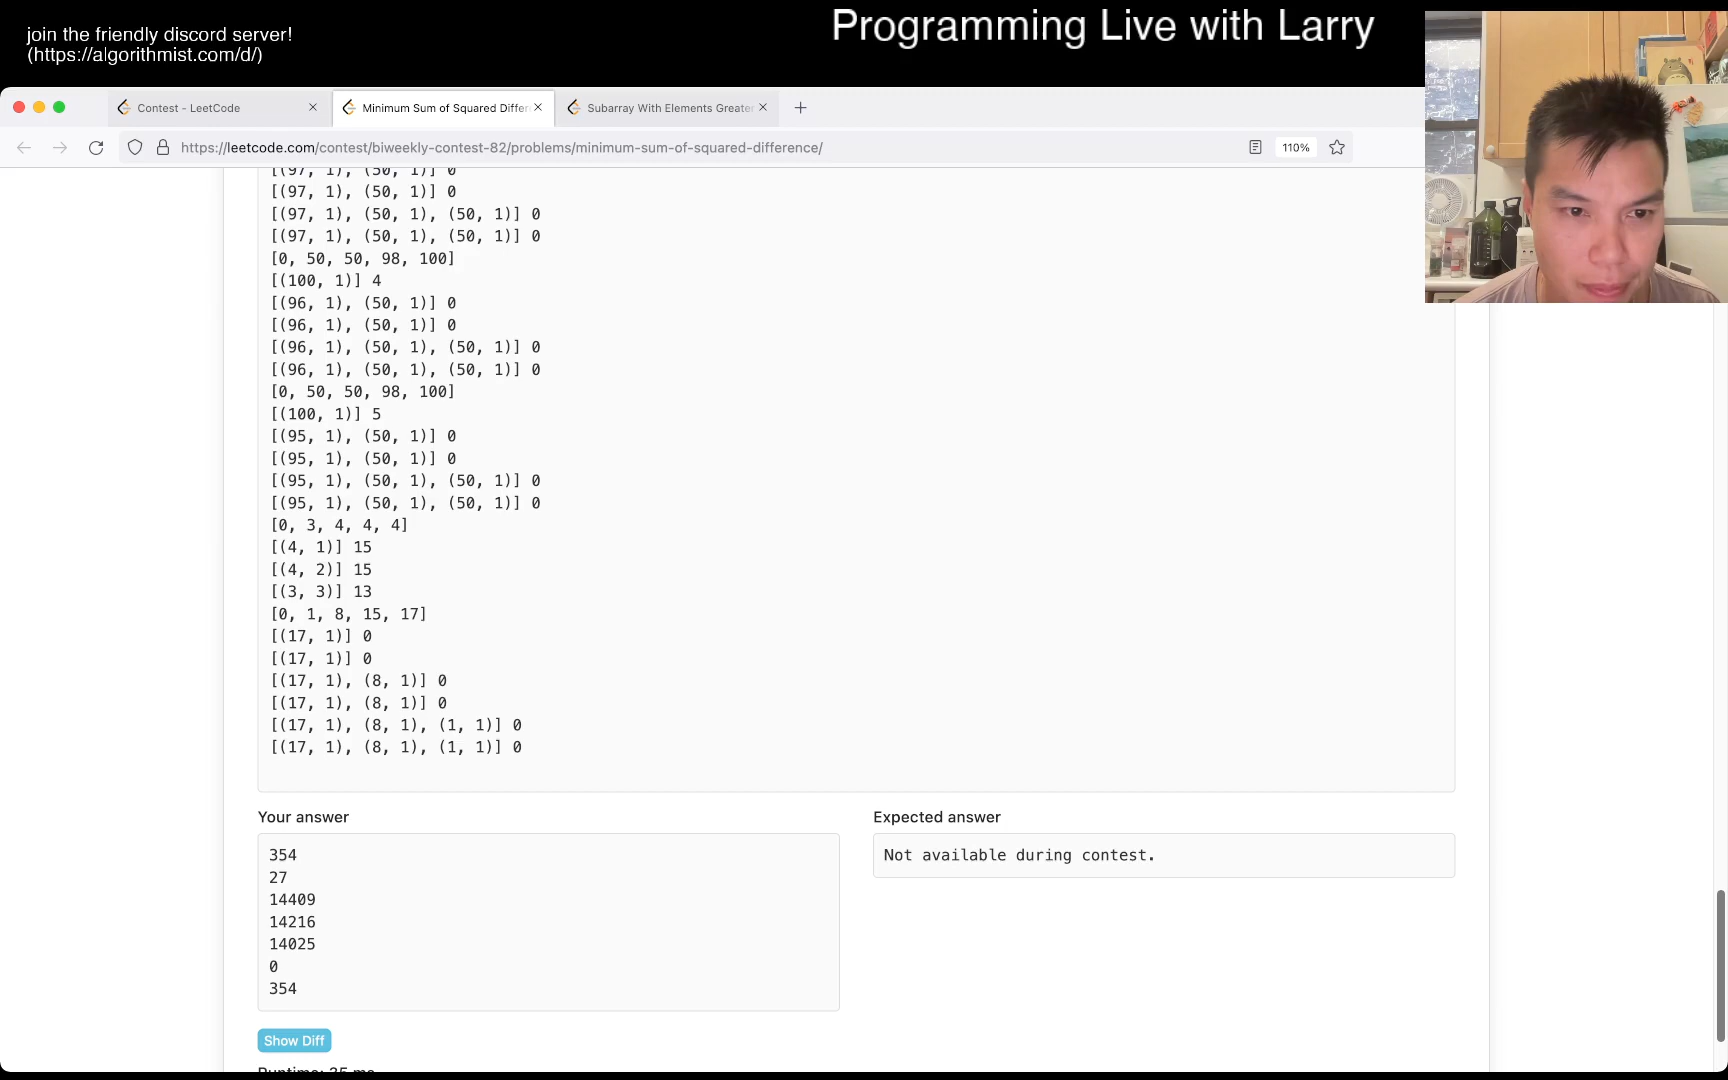 join the friendly discord server!
(https://algorithmist.com/d/)
Programming Live with Larry
Contest - LeetCode
Minimum Sum of Squared Differ
Subarray With Elements Greater
https://leetcode.com/contest/biweekly-contest-82/problems/minimum-sum-of-squared-difference/
110%
[(97, 1), (50, 1)] 0
[(97, 1), (50, 1)] 0
[(97, 1), (50, 1), (50, 1)] 0
[(97, 1), (50, 1), (50, 1)] 0
[0, 50, 50, 98, 100]
[(100, 1)] 4
[(96, 1), (50, 1)] 0
[(96, 1), (50, 1)] 0
[(96, 1), (50, 1), (50, 1)] 0
[(96, 1), (50, 1), (50, 1)] 0
[0, 50, 50, 98, 100]
[(100, 1)] 5
[(95, 1), (50, 1)] 0
[(95, 1), (50, 1)] 0
[(95, 1), (50, 1), (50, 1)] 0
[(95, 1), (50, 1), (50, 1)] 0
[0, 3, 4, 4, 4]
[(4, 1)] 15
[(4, 2)] 15
[(3, 3)] 13
[0, 1, 8, 15, 17]
[(17, 1)] 0
[(17, 1)] 0
[(17, 1), (8, 1)] 0
[(17, 1), (8, 1)] 0
[(17, 1), (8, 1), (1, 1)] 0
[(17, 1), (8, 1), (1, 1)] 0
Your answer
354
27
14409
14216
14025
0
354
Expected answer
Not available during contest.
Show Diff
Runtime: 35 ms